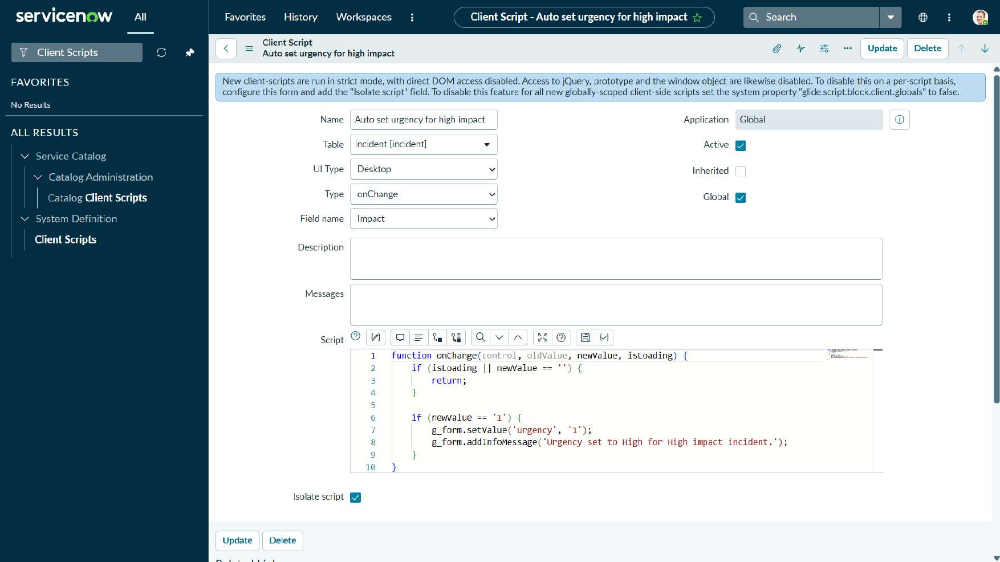 servicenow
All
Favorites
History
Workspaces
Client Script - Auto set urgency for high impact
Search
Client Scripts
FAVORITES
No Results
ALL RESULTS
Service Catalog
Catalog Administration
Catalog Client Scripts
System Definition
Client Scripts
Client Script
Auto set urgency for high impact
Update
Delete
New client-scripts are run in strict mode, with direct DOM access disabled. Access to jQuery, prototype and the window object are likewise disabled. To disable this on a per-script basis,
configure this form and add the "Isolate script" field. To disable this feature for all new globally-scoped client-side scripts set the system property "glide.script.block.client.globals" to false.
Name
Auto set urgency for high impact
Application
Global
Table
Incident [incident]
Active
UI Type
Desktop
Inherited
Type
onChange
Global
Field name
Impact
Description
Messages
Script
1 function onChange(control, oldValue, newValue, isLoading) {
2 if (isLoading || newValue == '') {
3 return;
4 }
5
6 if (newValue == '1') {
7 g_form.setValue('urgency', '1');
8 g_form.addInfoMessage('Urgency set to High for High impact incident.');
9 }
10 }
Isolate script
Update
Delete